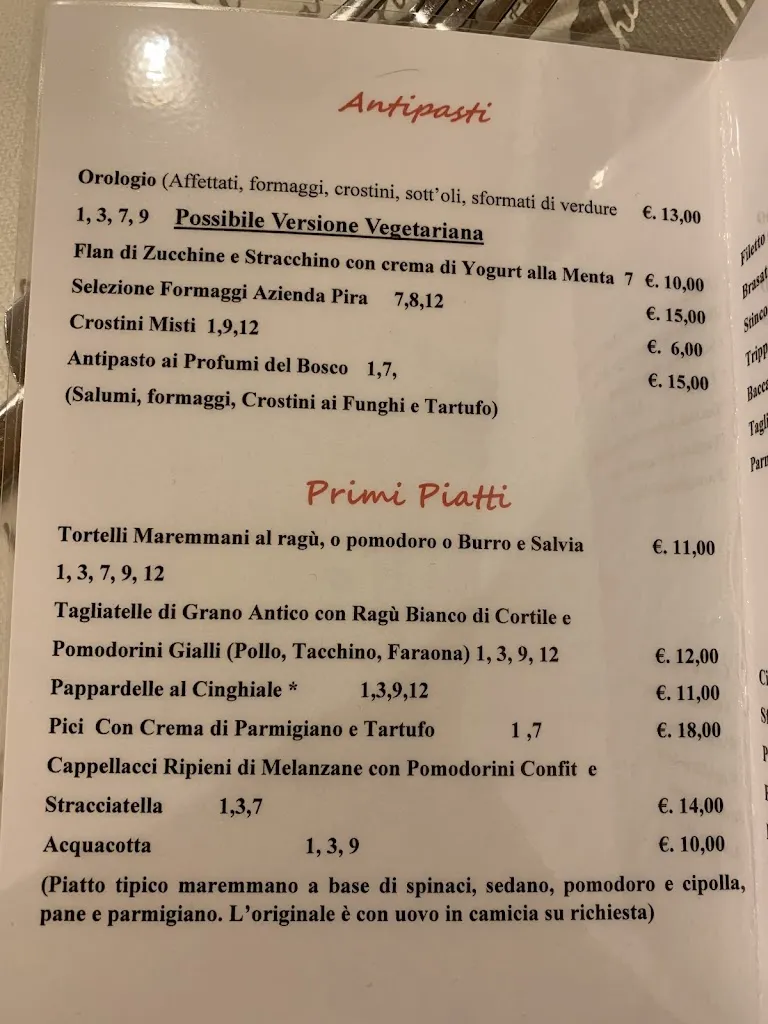 Antipasti
Orologio (Affettati, formaggi, crostini, sott'oli, sformati di verdure €. 13,00
1, 3, 7, 9 Possibile Versione Vegetariana
Flan di Zucchine e Stracchino con crema di Yogurt alla Menta 7 €. 10,00
Selezione Formaggi Azienda Pira 7,8,12 €. 15,00
Crostini Misti 1,9,12 €. 6,00
Antipasto ai Profumi del Bosco 1,7, €. 15,00
(Salumi, formaggi, Crostini ai Funghi e Tartufo)
Primi Piatti
Tortelli Maremmani al ragù, o pomodoro o Burro e Salvia €. 11,00
1, 3, 7, 9, 12
Tagliatelle di Grano Antico con Ragù Bianco di Cortile e
Pomodorini Gialli (Pollo, Tacchino, Faraona) 1, 3, 9, 12 €. 12,00
Pappardelle al Cinghiale * 1,3,9,12 €. 11,00
Pici Con Crema di Parmigiano e Tartufo 1 ,7 €. 18,00
Cappellacci Ripieni di Melanzane con Pomodorini Confit e
Stracciatella 1,3,7 €. 14,00
Acquacotta 1, 3, 9 €. 10,00
(Piatto tipico maremmano a base di spinaci, sedano, pomodoro e cipolla,
pane e parmigiano. L'originale è con uovo in camicia su richiesta)
Filetto